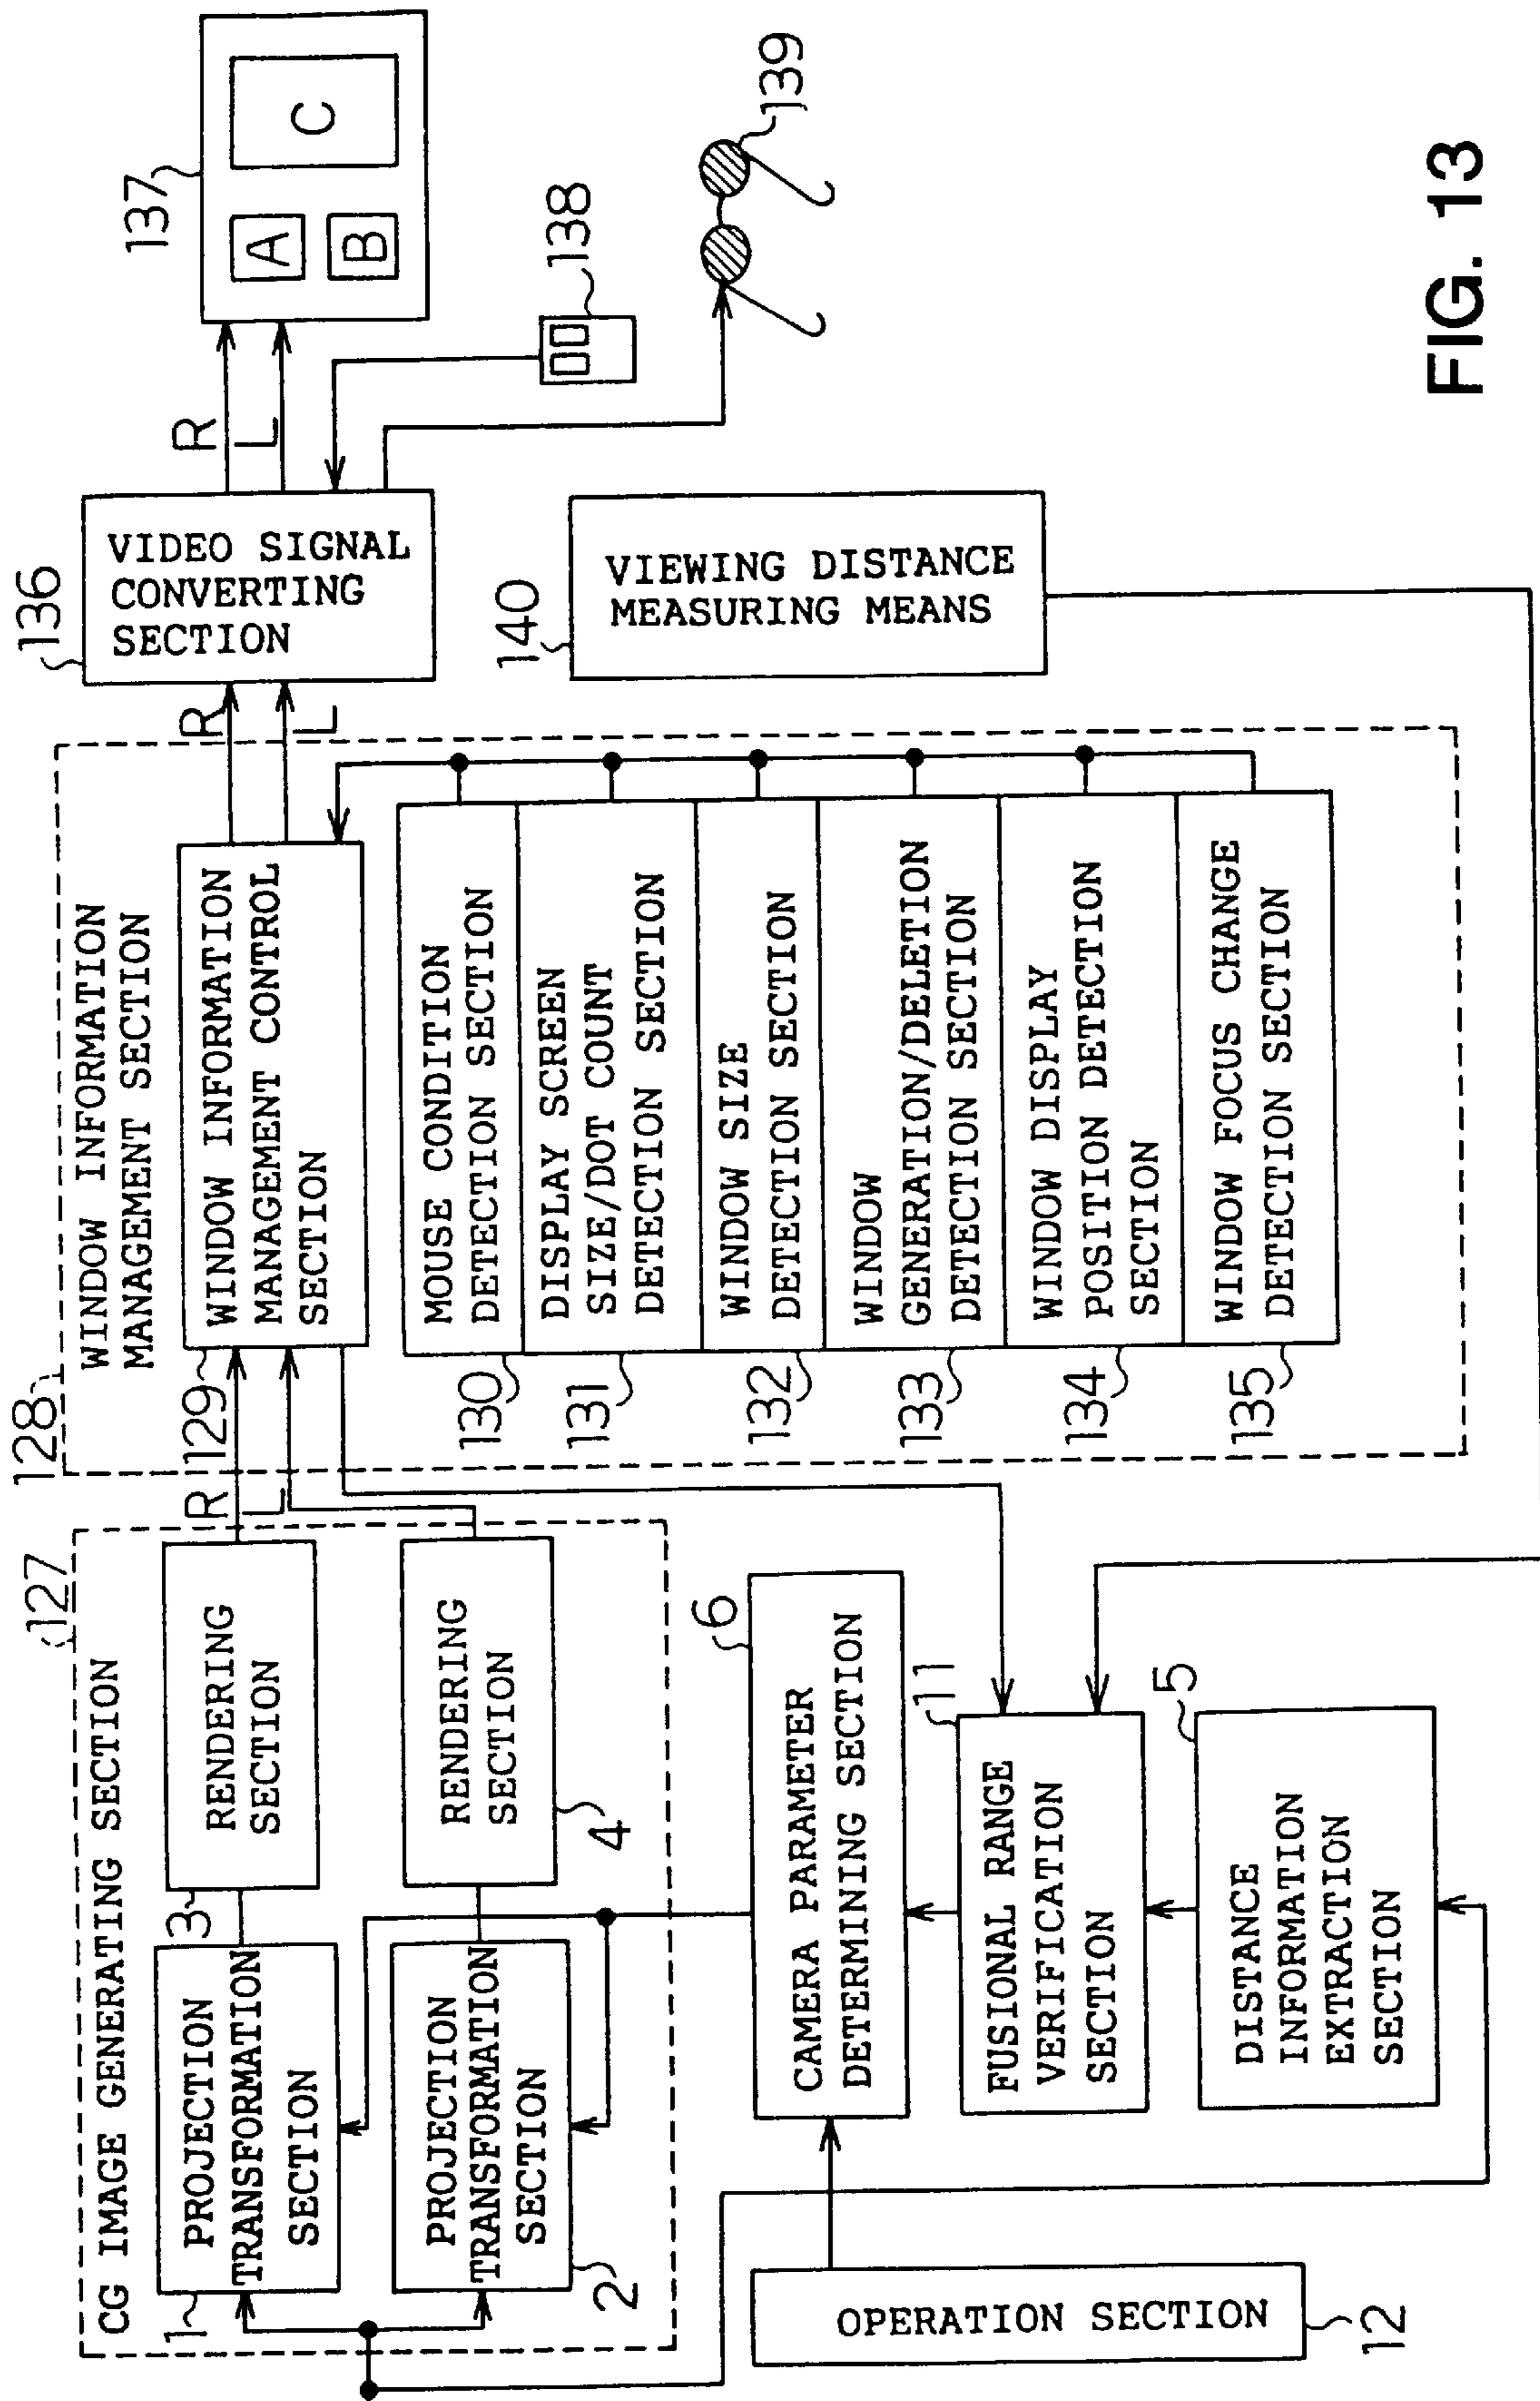 CG IMAGE GENERATING SECTION
127
1
PROJECTION
TRANSFORMATION
SECTION
3
RENDERING
SECTION
2
PROJECTION
TRANSFORMATION
SECTION
4
RENDERING
SECTION
R
L
128
WINDOW INFORMATION
MANAGEMENT SECTION
129
WINDOW INFORMATION
MANAGEMENT CONTROL
SECTION
130
MOUSE CONDITION
DETECTION SECTION
131
DISPLAY SCREEN
SIZE/DOT COUNT
DETECTION SECTION
132
WINDOW SIZE
DETECTION SECTION
133
WINDOW
GENERATION/DELETION
DETECTION SECTION
134
WINDOW DISPLAY
POSITION DETECTION
SECTION
135
WINDOW FOCUS CHANGE
DETECTION SECTION
R
L
136
VIDEO SIGNAL
CONVERTING
SECTION
R
L
137
A
B
C
138
139
140
VIEWING DISTANCE
MEASURING MEANS
6
CAMERA PARAMETER
DETERMINING SECTION
11
FUSIONAL RANGE
VERIFICATION
SECTION
5
DISTANCE
INFORMATION
EXTRACTION
SECTION
OPERATION SECTION
12
FIG. 13